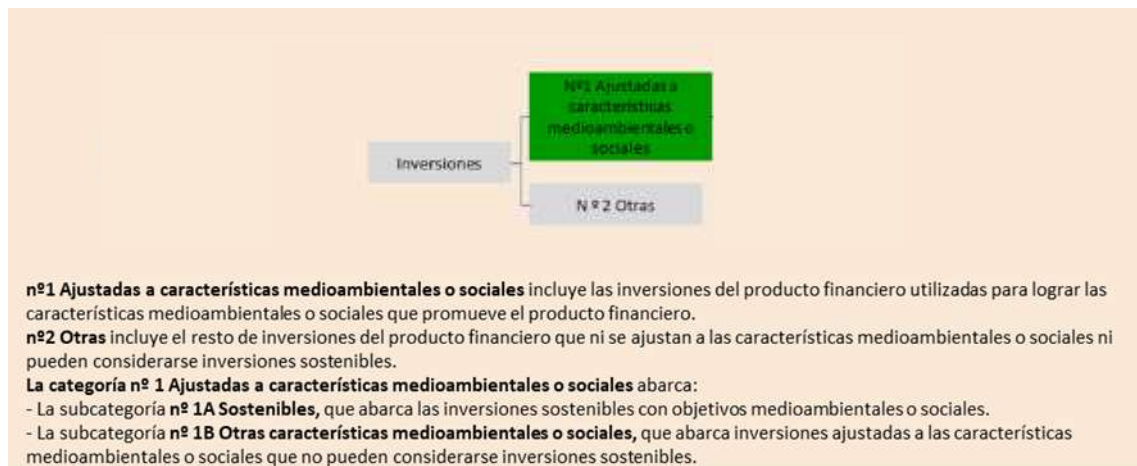 Nº1 Ajustadas a
características
medioambientales o
sociales
Inversiones
N º 2 Otras
nº1 Ajustadas a características medioambientales o sociales incluye las inversiones del producto financiero utilizadas para lograr las
características medioambientales o sociales que promueve el producto financiero.
nº2 Otras incluye el resto de inversiones del producto financiero que ni se ajustan a las características medioambientales o sociales ni
pueden considerarse inversiones sostenibles.
La categoría nº 1 Ajustadas a características medioambientales o sociales abarca:
- La subcategoría nº 1A Sostenibles, que abarca las inversiones sostenibles con objetivos medioambientales o sociales.
- La subcategoría nº 1B Otras características medioambientales o sociales, que abarca inversiones ajustadas a las características
medioambientales o sociales que no pueden considerarse inversiones sostenibles.